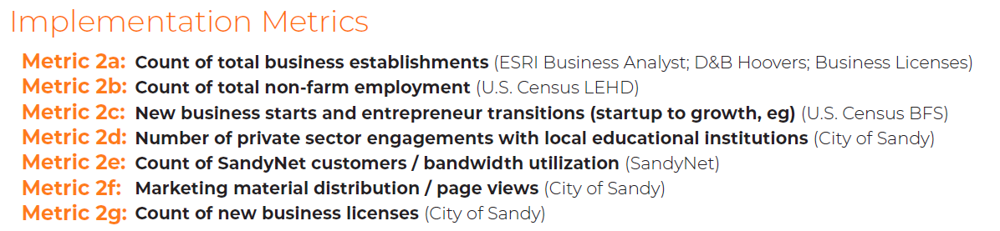 Implementation Metrics
Metric 2a: Count of total business establishments (ESRI Business Analyst; D&B Hoovers; Business Licenses)
Metric 2b: Count of total non-farm employment (U.S. Census LEHD)
Metric 2c: New business starts and entrepreneur transitions (startup to growth, eg) (U.S. Census BFS)
Metric 2d: Number of private sector engagements with local educational institutions (City of Sandy)
Metric 2e: Count of SandyNet customers / bandwidth utilization (SandyNet)
Metric 2f: Marketing material distribution / page views (City of Sandy)
Metric 2g: Count of new business licenses (City of Sandy)